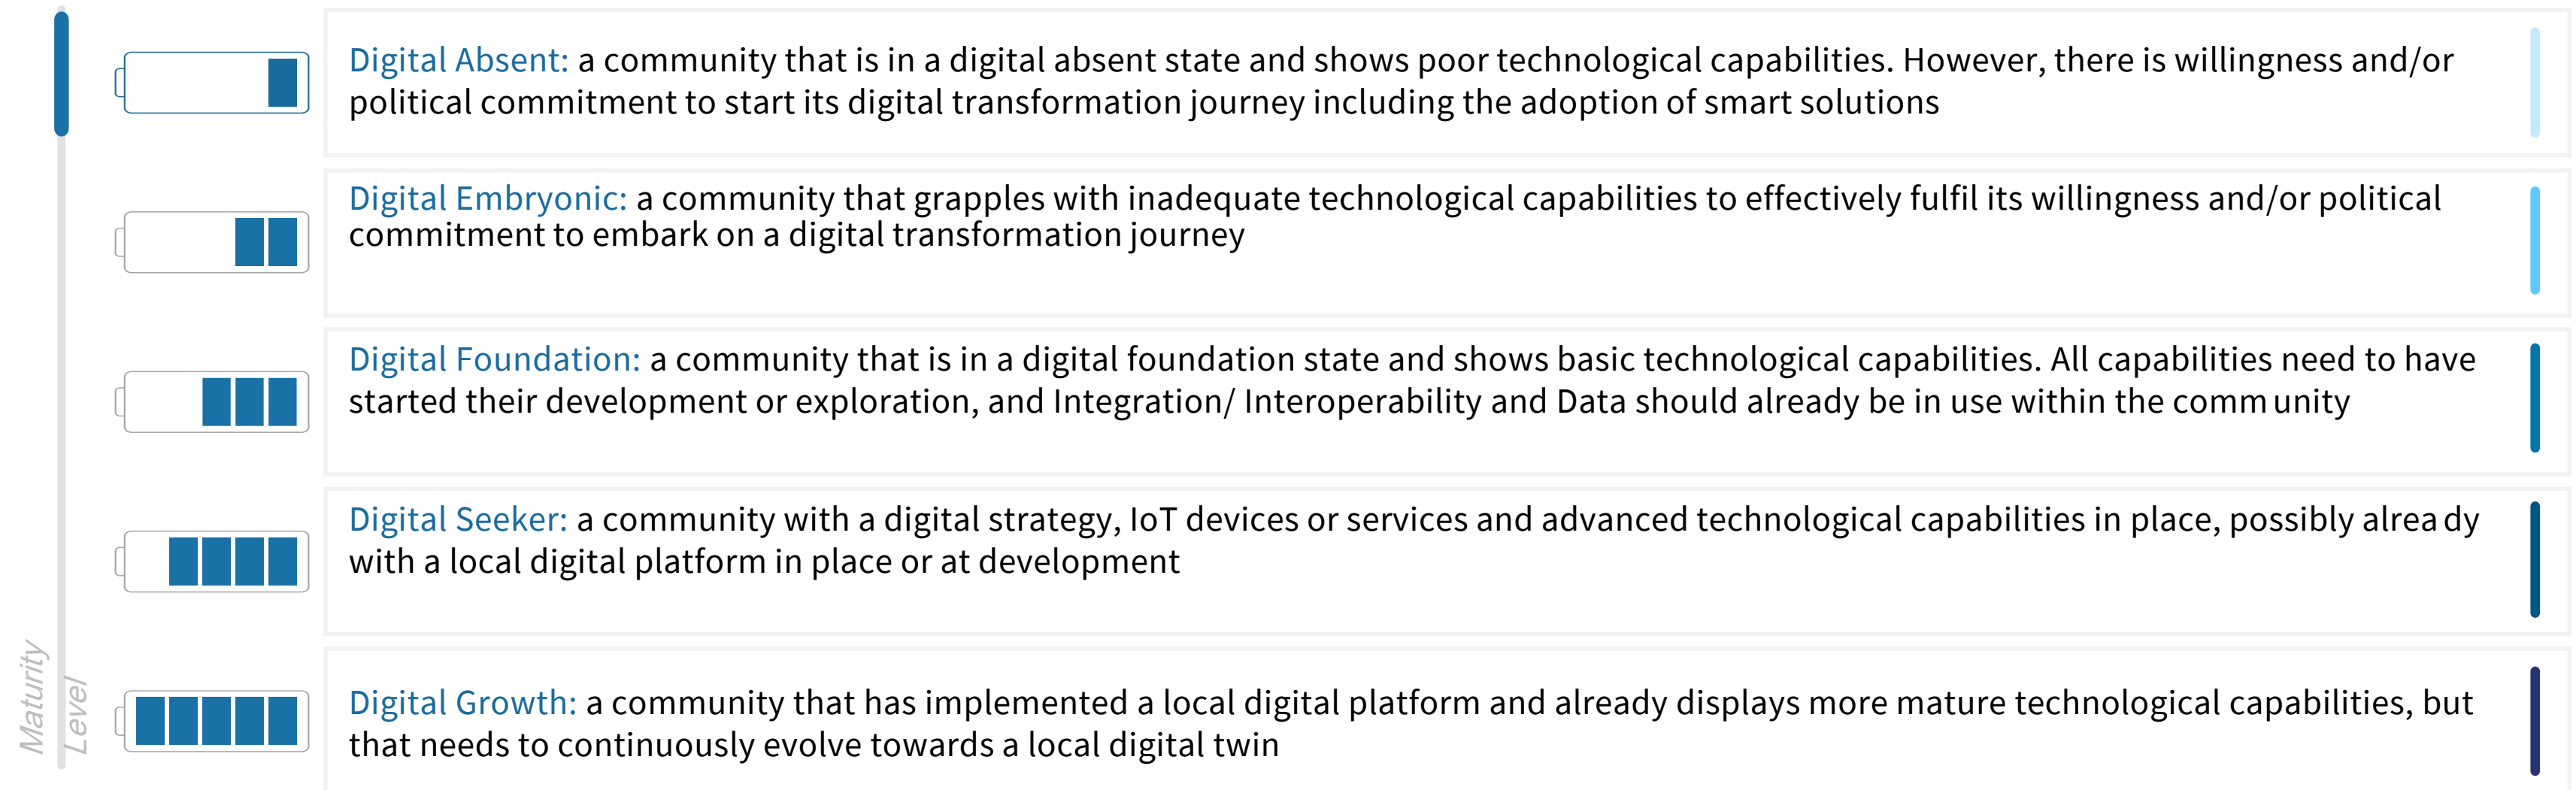 Digital Absent: a community that is in a digital absent state and shows poor technological capabilities. However, there is willingness and/or
political commitment to start its digital transformation journey including the adoption of smart solutions
Digital Embryonic: a community that grapples with inadequate technological capabilities to effectively fulfil its willingness and/or political
commitment to embark on a digital transformation journey
Digital Foundation: a community that is in a digital foundation state and shows basic technological capabilities. All capabilities need to have
started their development or exploration, and Integration/ Interoperability and Data should already be in use within the community
Digital Seeker: a community with a digital strategy, IoT devices or services and advanced technological capabilities in place, possibly already
with a local digital platform in place or at development
Digital Growth: a community that has implemented a local digital platform and already displays more mature technological capabilities, but
that needs to continuously evolve towards a local digital twin
Maturity
Level